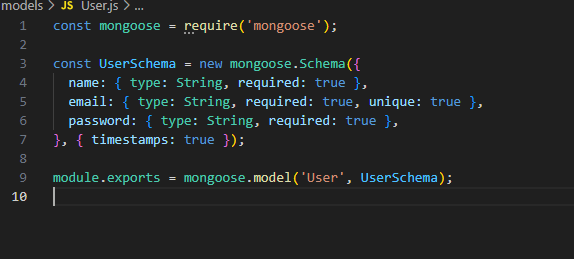 models > JS User.js > ...
1 const mongoose = require('mongoose');
2
3 const UserSchema = new mongoose.Schema({
4   name: { type: String, required: true },
5   email: { type: String, required: true, unique: true },
6   password: { type: String, required: true },
7 }, { timestamps: true });
8
9 module.exports = mongoose.model('User', UserSchema);
10